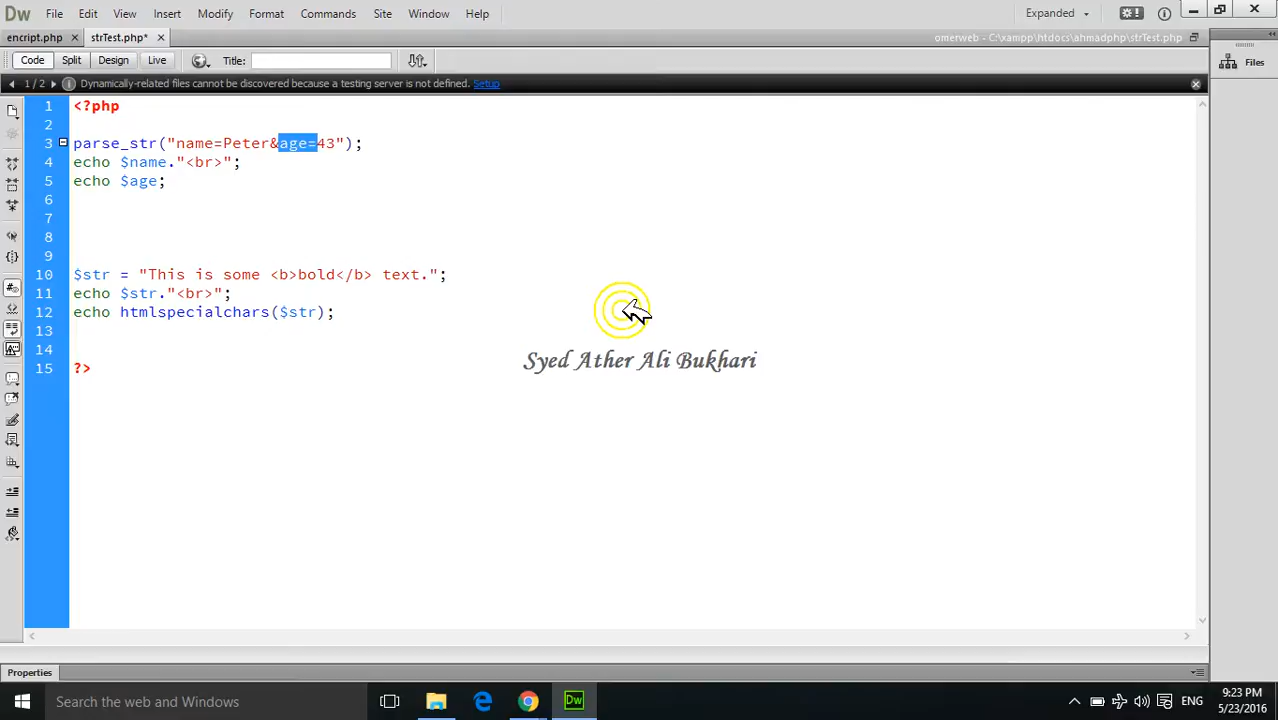 Dw File Edit View Insert Modify Format Commands Site Window Help Expanded
encript.php × strTest.php* × omerweb - C:\xampp\htdocs\ahmadphp\strTest.php
Code Split Design Live Title: Files
1 / 2 Dynamically-related files cannot be discovered because a testing server is not defined. Setup
1 <?php
2
3 parse_str("name=Peter&age=43");
4 echo $name."<br>";
5 echo $age;
6
7
8
9
10 $str = "This is some <b>bold</b> text.";
11 echo $str."<br>";
12 echo htmlspecialchars($str);
13
14
15 ?>
Syed Ather Ali Bukhari
Properties
Search the web and Windows Dw ENG 9:23 PM
5/23/2016